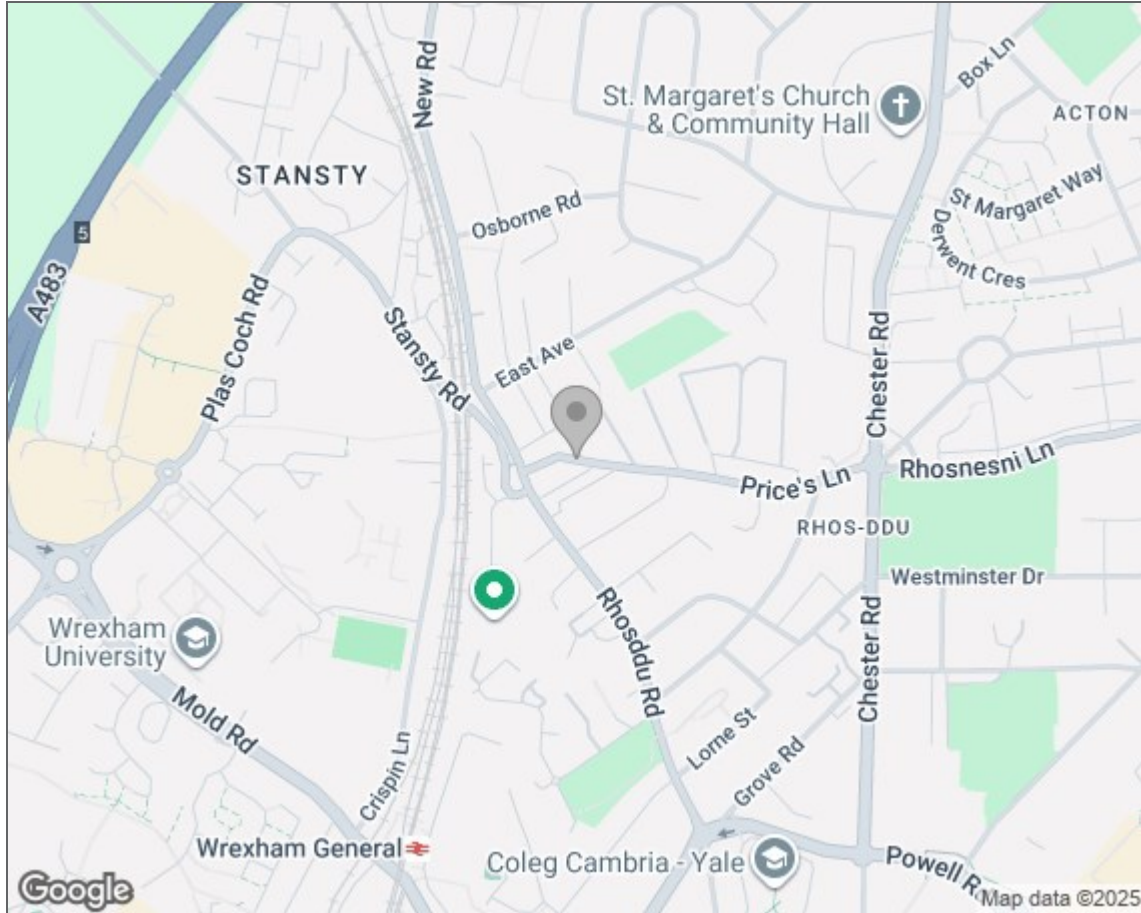 New Rd
St. Margaret's Church
& Community Hall
Box Ln
ACTON
STANSTY
St Margaret Way
Osborne Rd
Derwent Cres
5
A483
Plas Coch Rd
Stansty Rd
East Ave
Chester Rd
Price's Ln
Rhosnesni Ln
RHOS-DDU
Westminster Dr
Wrexham
University
Rhosddu Rd
Mold Rd
Chester Rd
Lorne St
Crispin Ln
Grove Rd
Wrexham General
Coleg Cambria - Yale
Powell
Google
Map data ©2025